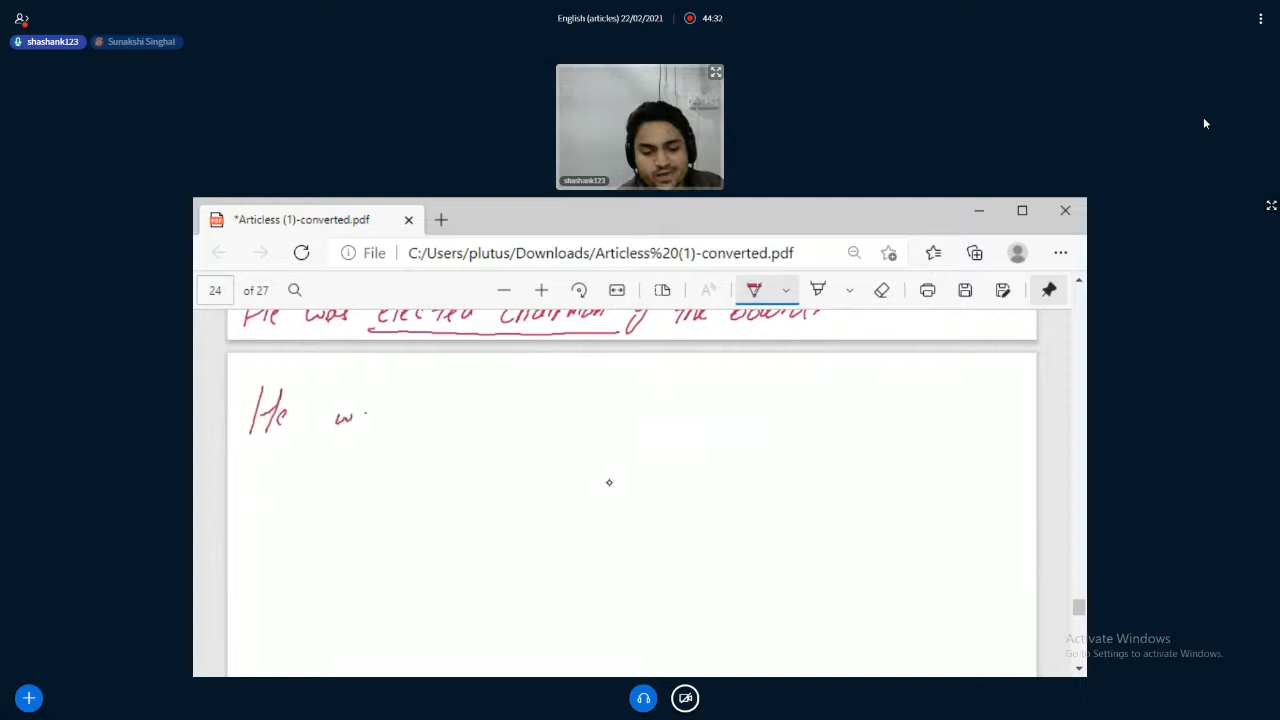 English (articles) 22/02/2021 44:32
shashank123 Sunakshi Singhal
shashank123
*Articless (1)-converted.pdf
File C:/Users/plutus/Downloads/Articless%20(1)-converted.pdf
24 of 27
He was elected chairman of the board.
He w
Activate Windows
Go to Settings to activate Windows.